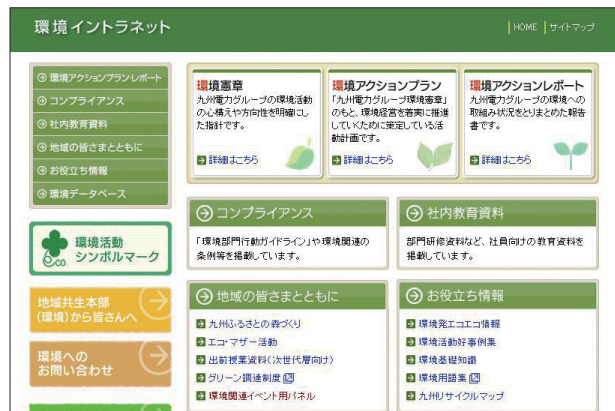 環境イントラネット
HOME
サイトマップ
環境アクションプランレポート
コンプライアンス
社内教育資料
地域の皆さまとともに
お役立ち情報
環境データベース
環境憲章
九州電力グループの環境活動
の心構えや方向性を明確にし
た指針です。
詳細はこちら
環境アクションプラン
「九州電力グループ環境憲章」
のもと、環境経営を着実に推進
していくために策定している活
動計画です。
詳細はこちら
環境アクションレポート
九州電力グループの環境への
取組み状況をとりまとめた報告
書です。
詳細はこちら
eco
環境活動
シンボルマーク
地域共生本部
(環境)から皆さんへ
環境への
お問い合わせ
コンプライアンス
「環境部門行動ガイドライン」や環境関連の
条例等を掲載しています。
社内教育資料
部門研修資料など、社員向けの教育資料を
掲載しています。
地域の皆さまとともに
九州ふるさとの森づくり
エコ・マザー活動
出前授業資料(次世代層向け)
グリーン調達制度
環境関連イベント用パネル
お役立ち情報
環境発エコエコ情報
環境活動好事例集
環境基礎知識
環境用語集
九州リサイクルマップ